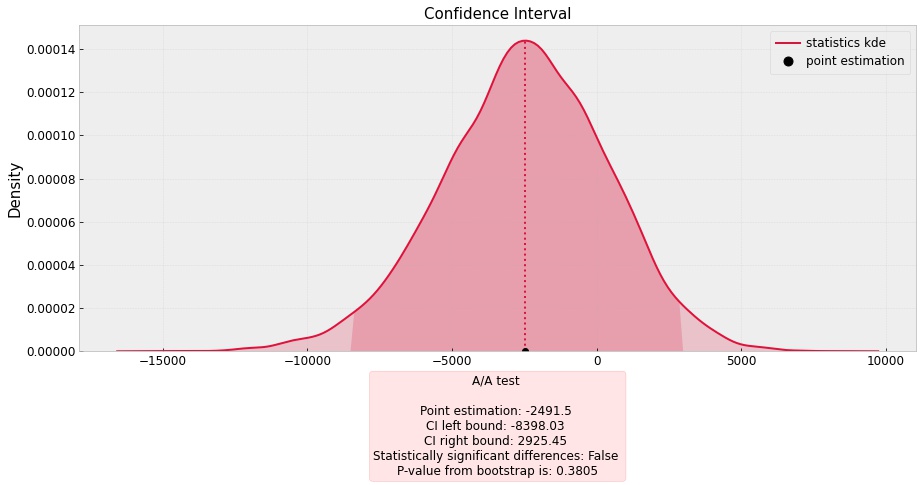 Confidence Interval
statistics kde
point estimation
0.00014
0.00012
0.00010
0.00008
0.00006
0.00004
0.00002
0.00000
Density
−15000
−10000
−5000
0
5000
10000
A/A test
Point estimation: -2491.5
CI left bound: -8398.03
CI right bound: 2925.45
Statistically significant differences: False
P-value from bootstrap is: 0.3805